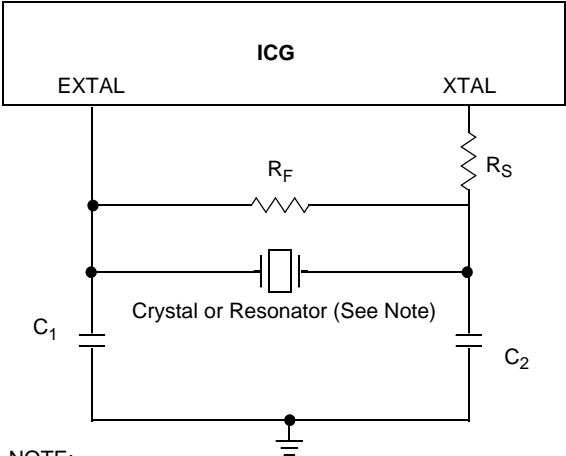 ICG
EXTAL XTAL
R_F
R_S
Crystal or Resonator (See Note)
C_1
C_2
NOTE: